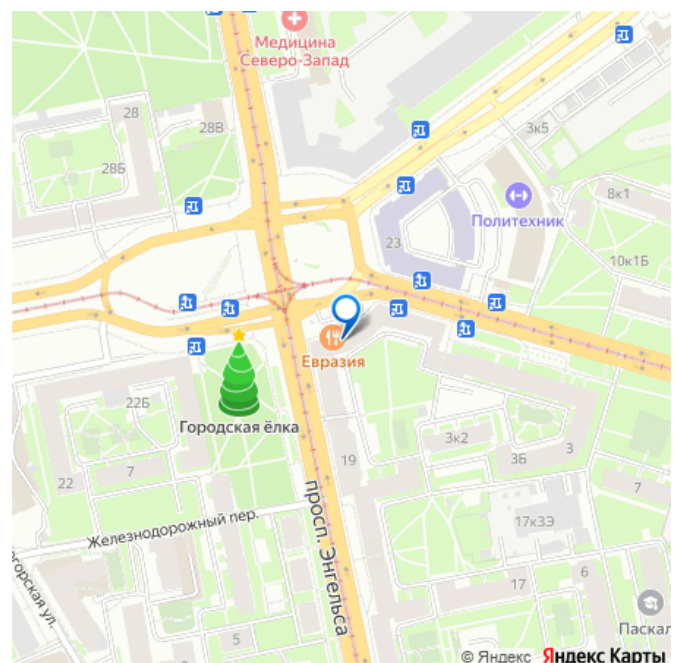 Медицина
Северо-Запад
28
28В
28Б
3к5
8к1
Политехник
23
10к1Б
Евразия
22Б
Городская ёлка
3к2
3
3Б
7
19
22
7
просп. Энгельса
Железнодорожный пер.
17к3Э
огорская ул.
17
6
5
Паскал
© Яндекс Яндекс Карты